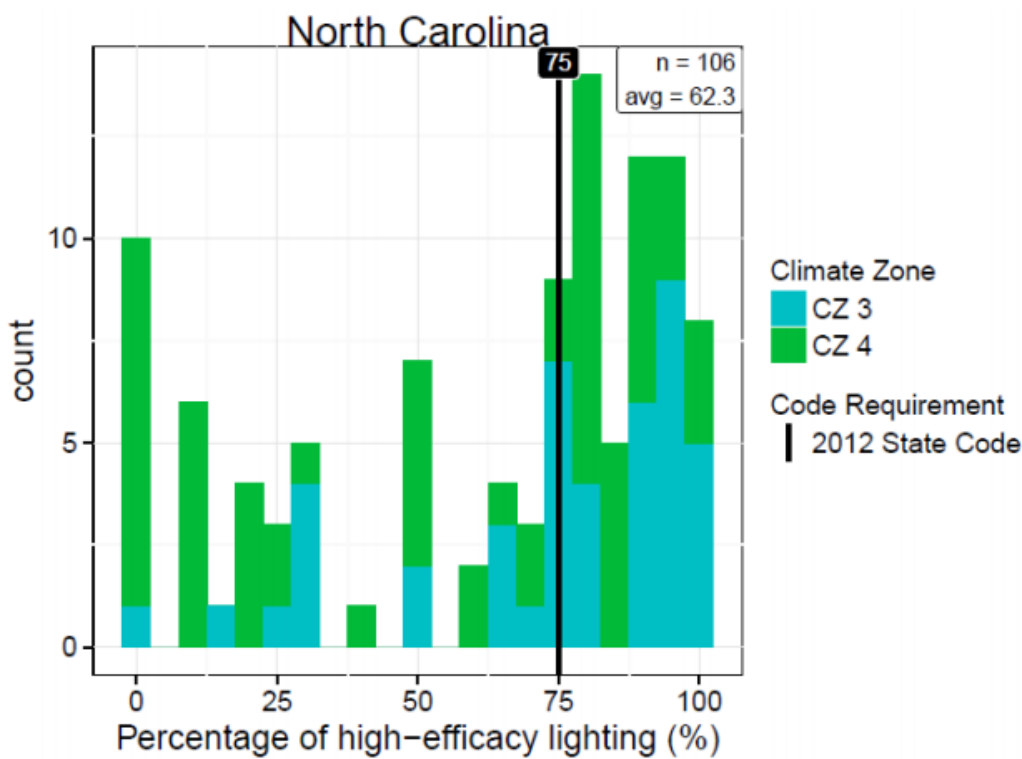 North Carolina
75
n = 106
avg = 62.3
10
5
0
count
0 25 50 75 100
Percentage of high−efficacy lighting (%)
Climate Zone
CZ 3
CZ 4
Code Requirement
2012 State Code